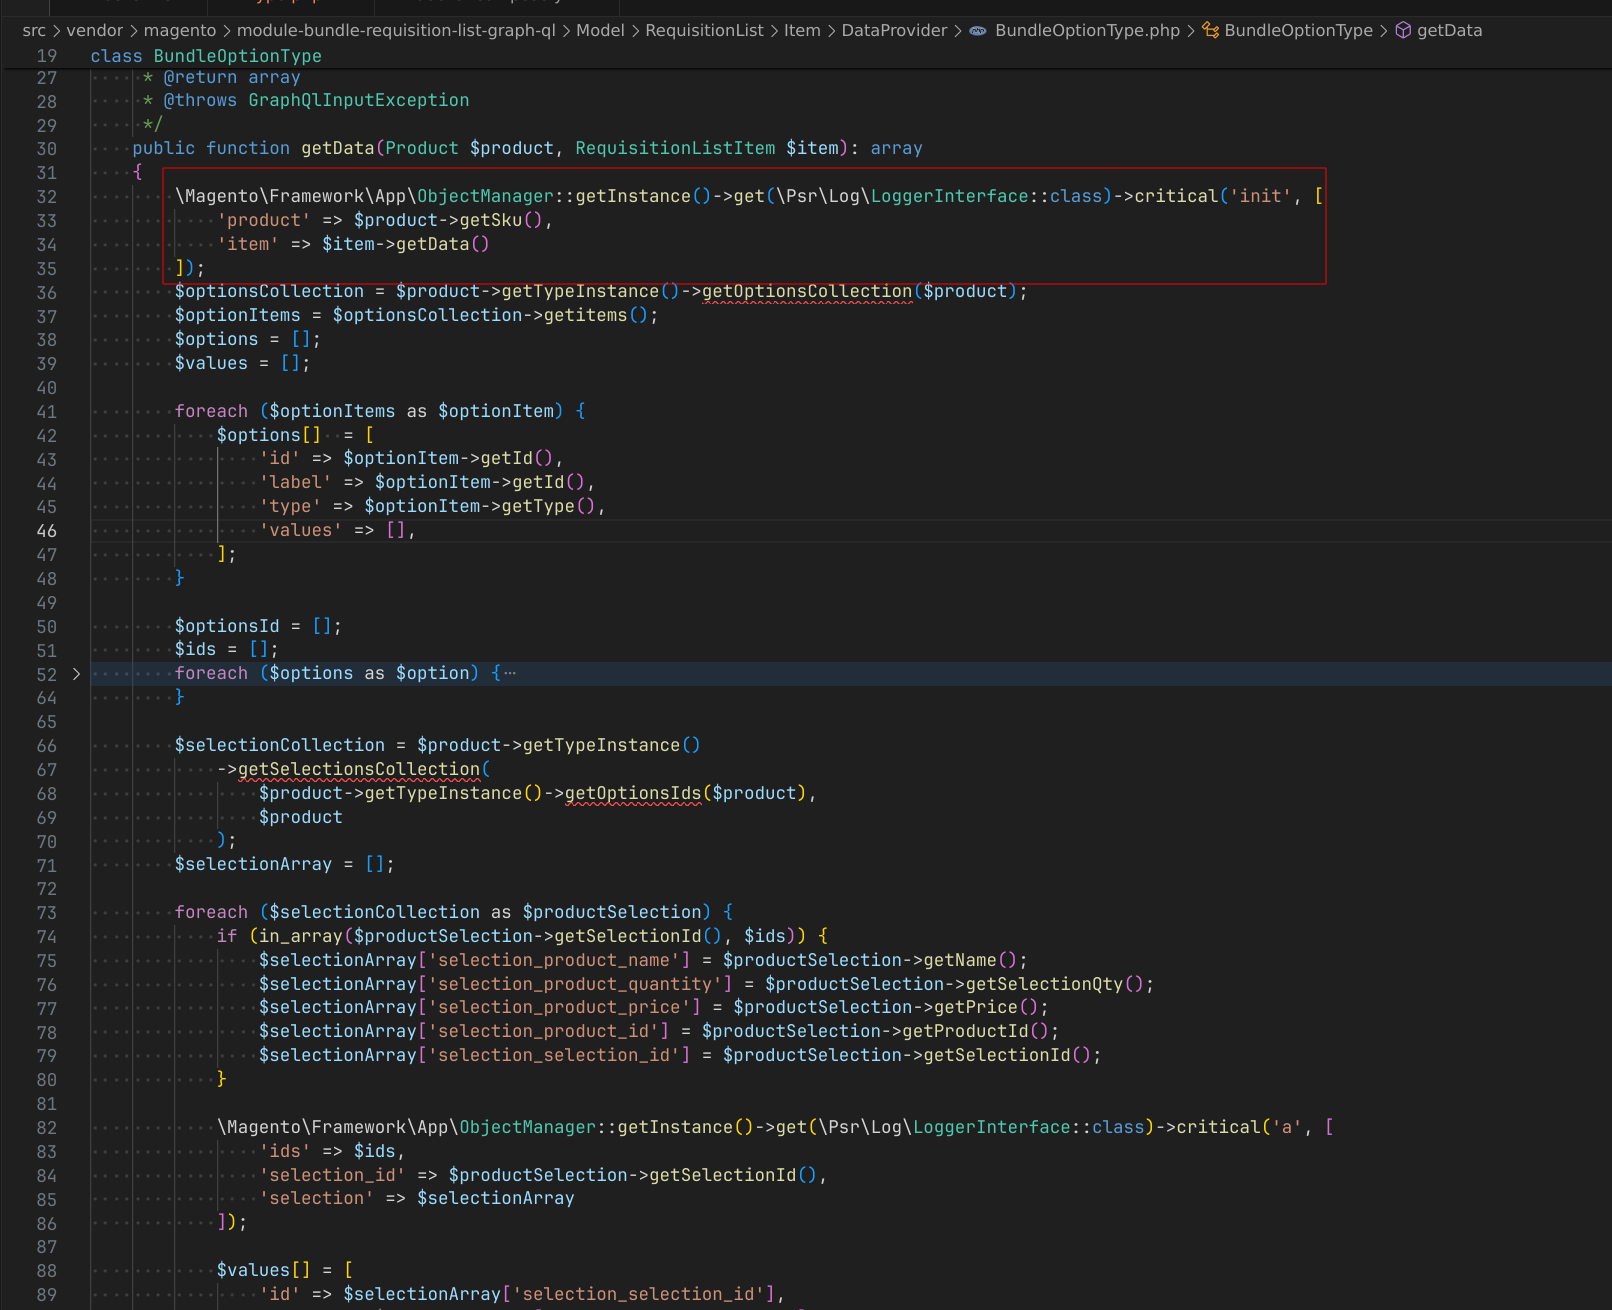 src > vendor > magento > module-bundle-requisition-list-graph-ql > Model > RequisitionList > Item > DataProvider > BundleOptionType.php > BundleOptionType > getData
19 class BundleOptionType
27 * @return array
28 * @throws GraphQlInputException
29 */
30 public function getData(Product $product, RequisitionListItem $item): array
31 {
32 \Magento\Framework\App\ObjectManager::getInstance()->get(\Psr\Log\LoggerInterface::class)->critical('init', [
33 'product' => $product->getSku(),
34 'item' => $item->getData()
35 ]);
36 $optionsCollection = $product->getTypeInstance()->getOptionsCollection($product);
37 $optionItems = $optionsCollection->getitems();
38 $options = [];
39 $values = [];
40
41 foreach ($optionItems as $optionItem) {
42 $options[] = [
43 'id' => $optionItem->getId(),
44 'label' => $optionItem->getId(),
45 'type' => $optionItem->getType(),
46 'values' => [],
47 ];
48 }
49
50 $optionsId = [];
51 $ids = [];
52 foreach ($options as $option) {⋯
64 }
65
66 $selectionCollection = $product->getTypeInstance()
67 ->getSelectionsCollection(
68 $product->getTypeInstance()->getOptionsIds($product),
69 $product
70 );
71 $selectionArray = [];
72
73 foreach ($selectionCollection as $productSelection) {
74 if (in_array($productSelection->getSelectionId(), $ids)) {
75 $selectionArray['selection_product_name'] = $productSelection->getName();
76 $selectionArray['selection_product_quantity'] = $productSelection->getSelectionQty();
77 $selectionArray['selection_product_price'] = $productSelection->getPrice();
78 $selectionArray['selection_product_id'] = $productSelection->getProductId();
79 $selectionArray['selection_selection_id'] = $productSelection->getSelectionId();
80 }
81
82 \Magento\Framework\App\ObjectManager::getInstance()->get(\Psr\Log\LoggerInterface::class)->critical('a', [
83 'ids' => $ids,
84 'selection_id' => $productSelection->getSelectionId(),
85 'selection' => $selectionArray
86 ]);
87
88 $values[] = [
89 'id' => $selectionArray['selection_selection_id'],